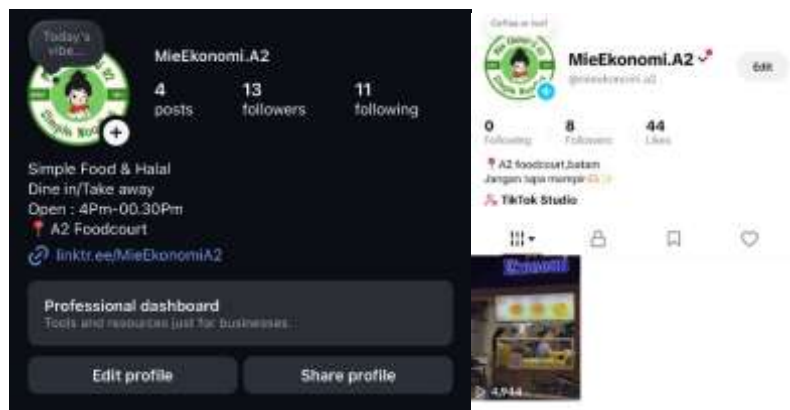 Today's
vibe...
MieEkonomi.A2
4
13
11
posts
followers
following
Simple Food & Halal
Dine in/Take away
Open : 4Pm-00.30Pm
A2 Foodcourt
linktr.ee/MieEkonomiA2
Professional dashboard
Tools and resources just for businesses.
Edit profile
Share profile
MieEkonomi.A2
Edit
@mieekonomi.a2
0
8
44
Following
Followers
Likes
A2 foodcourt,batam
Jangan lupa mampir
TikTok Studio
Ekonomi
4,944